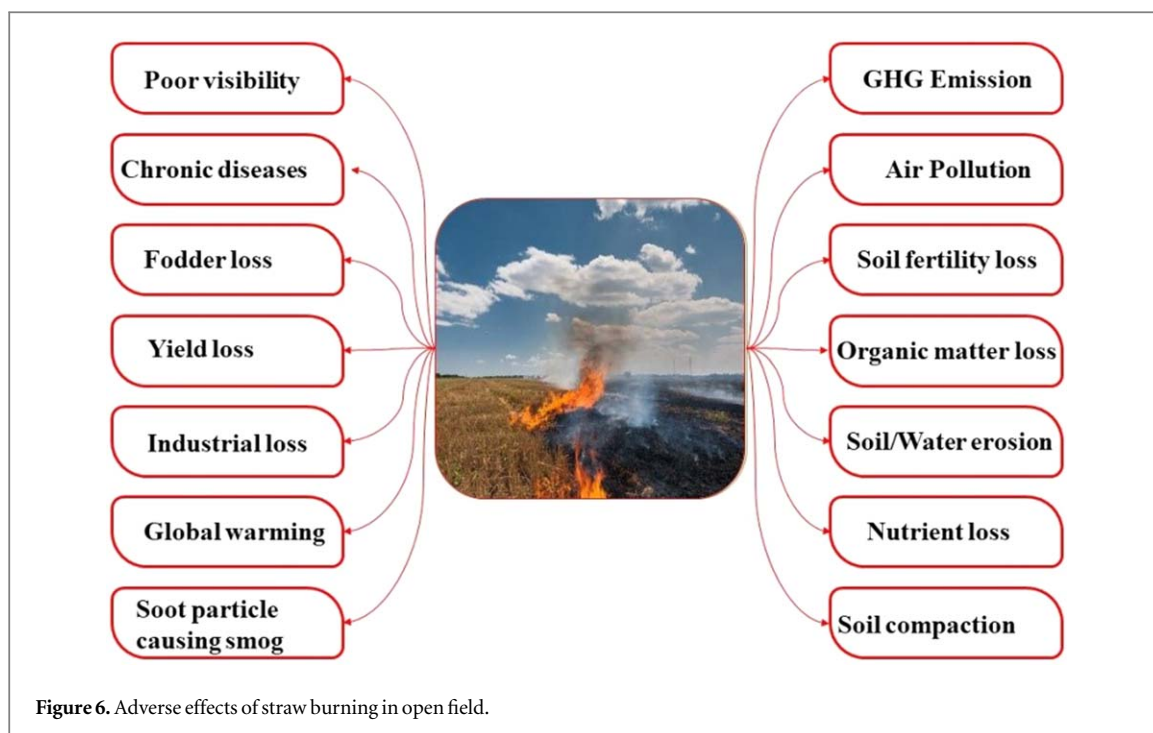 Poor visibility
Chronic diseases
Fodder loss
Yield loss
Industrial loss
Global warming
Soot particle
causing smog
GHG Emission
Air Pollution
Soil fertility loss
Organic matter loss
Soil/Water erosion
Nutrient loss
Soil compaction
Figure 6. Adverse effects of straw burning in open field.